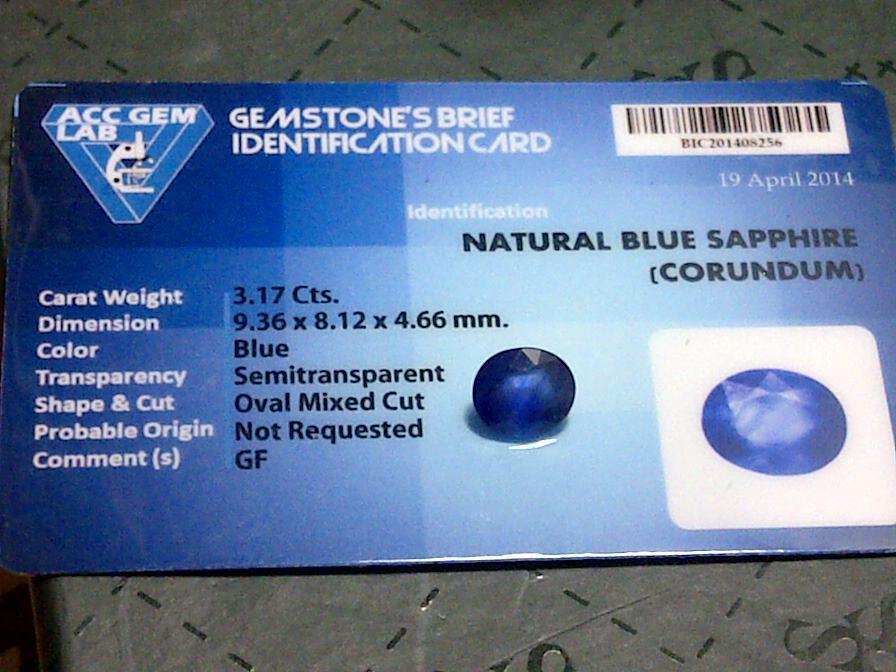 ACC GEM
LAB
GEMSTONE'S BRIEF
IDENTIFICATION CARD
BIC201408256
19 April 2014
Identification
NATURAL BLUE SAPPHIRE
(CORUNDUM)
Carat Weight 3.17 Cts.
Dimension 9.36 x 8.12 x 4.66 mm.
Color Blue
Transparency Semitransparent
Shape & Cut Oval Mixed Cut
Probable Origin Not Requested
Comment (s) GF